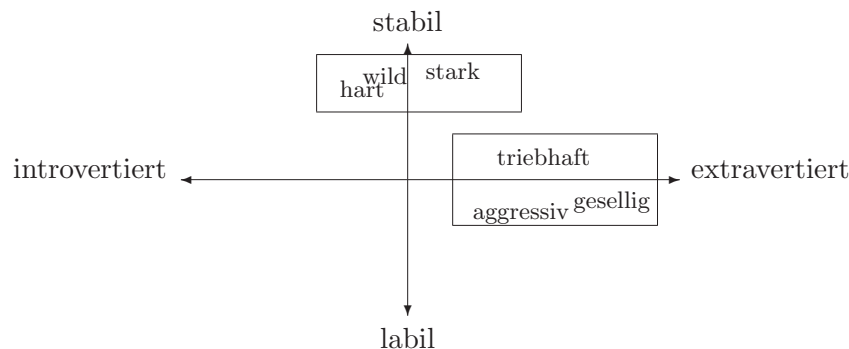 stabil
wild stark
hart
triebhaft
introvertiert extravertiert
gesellig
aggressiv
labil